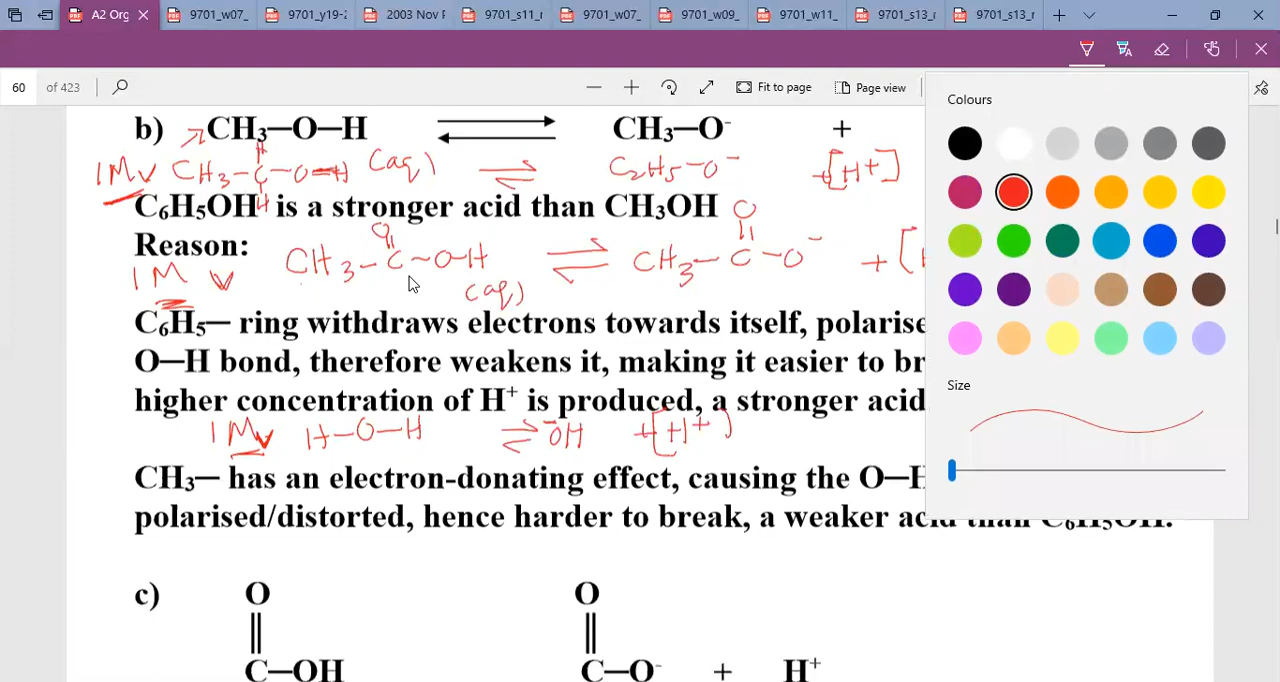 A2 Org 9701_w07_ 9701_y19-2 2003 Nov F 9701_s11_r 9701_w07_ 9701_w09_ 9701_w11_ 9701_s13_r 9701_s13_r
60 of 423 Fit to page Page view
b) CH₃—O—H ⇌ CH₃—O⁻ +
1M CH₃-C-O-H (aq) ⇌ C₂H₅-O⁻ +[H+]
H
H
C₆H₅OH is a stronger acid than CH₃OH
Reason:
O O
1M CH₃-C-O-H (aq) ⇌ CH₃-C-O⁻ + [
C₆H₅— ring withdraws electrons towards itself, polarise
O—H bond, therefore weakens it, making it easier to br
higher concentration of H⁺ is produced, a stronger acid
1M H-O-H ⇌ ⁻OH +[H+]
CH₃— has an electron-donating effect, causing the O—H
polarised/distorted, hence harder to break, a weaker acid than C₆H₅OH.
c) O O
|| ||
C—OH C—O⁻ + H⁺
Colours
Size